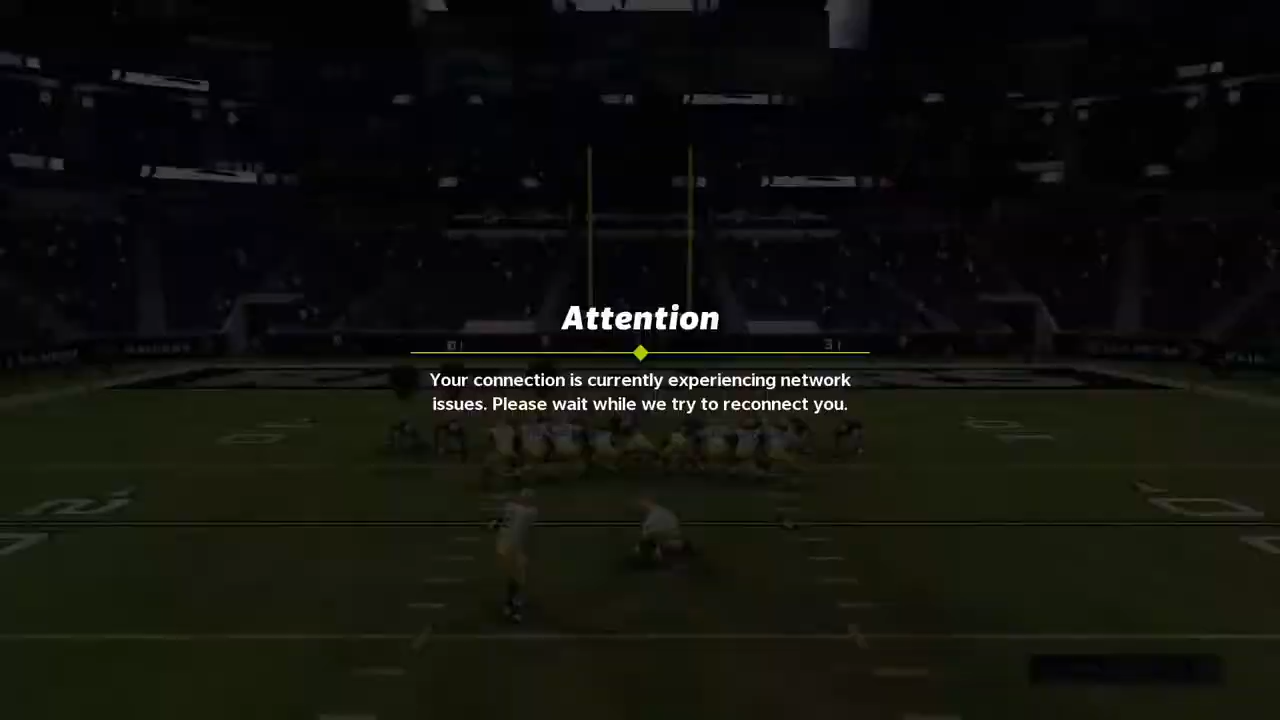 Attention
Your connection is currently experiencing network
issues. Please wait while we try to reconnect you.